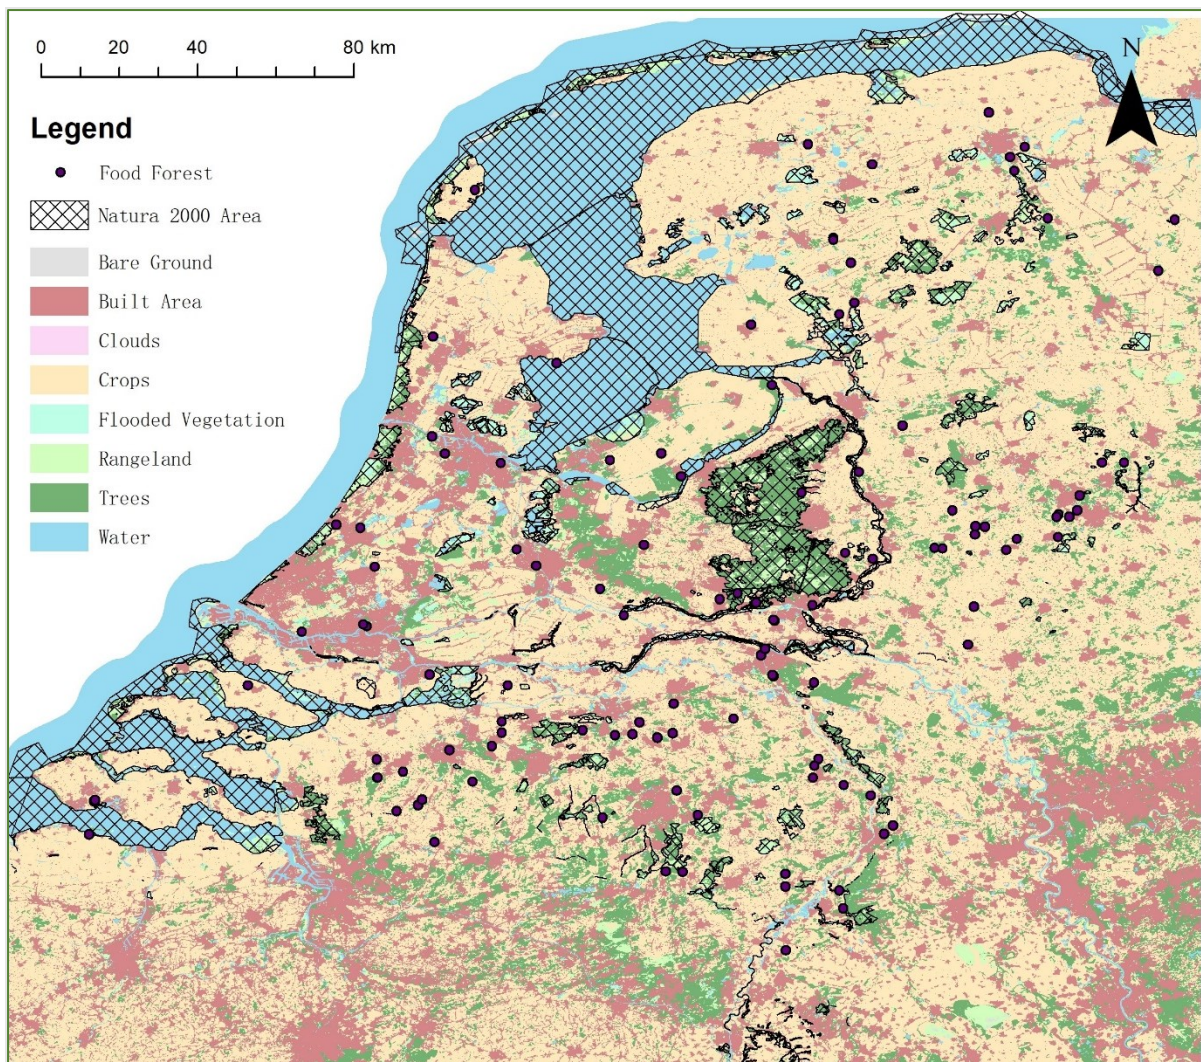 0 20 40 80 km
N
Legend
Food Forest
Natura 2000 Area
Bare Ground
Built Area
Clouds
Crops
Flooded Vegetation
Rangeland
Trees
Water